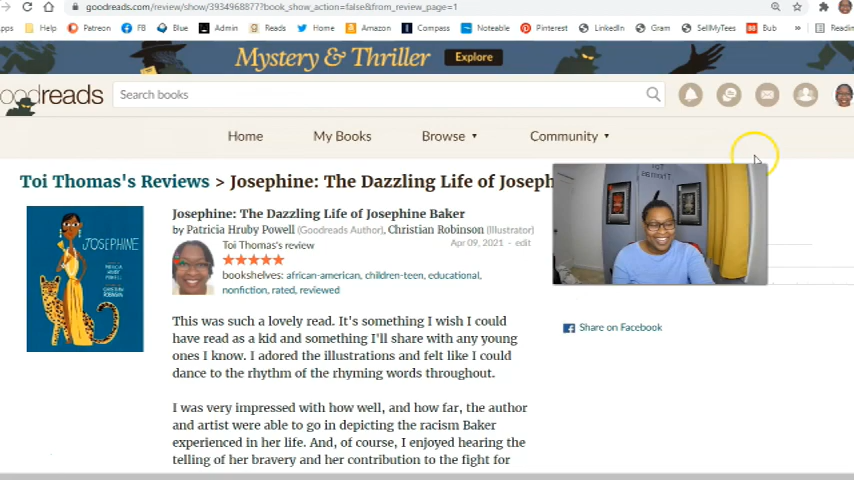 goodreads.com/review/show/3934968877?book_show_action=false&from_review_page=1
Help Patreon FB Blue Admin Reads Home Amazon Compass Noteable Pinterest LinkedIn Gram SellMyTees Bub »
Mystery & Thriller Explore
oodreads Search books
Home My Books Browse ▾ Community ▾
Toi Thomas's Reviews > Josephine: The Dazzling Life of Joseph
Josephine: The Dazzling Life of Josephine Baker
by Patricia Hruby Powell (Goodreads Author), Christian Robinson (Illustrator)
Toi Thomas's review Apr 09, 2021 · edit
bookshelves: african-american, children-teen, educational,
nonfiction, rated, reviewed
JOSEPHINE
This was such a lovely read. It's something I wish I could
have read as a kid and something I'll share with any young
ones I know. I adored the illustrations and felt like I could
dance to the rhythm of the rhyming words throughout.
Share on Facebook
I was very impressed with how well, and how far, the author
and artist were able to go in depicting the racism Baker
experienced in her life. And, of course, I enjoyed hearing the
telling of her bravery and her contribution to the fight for